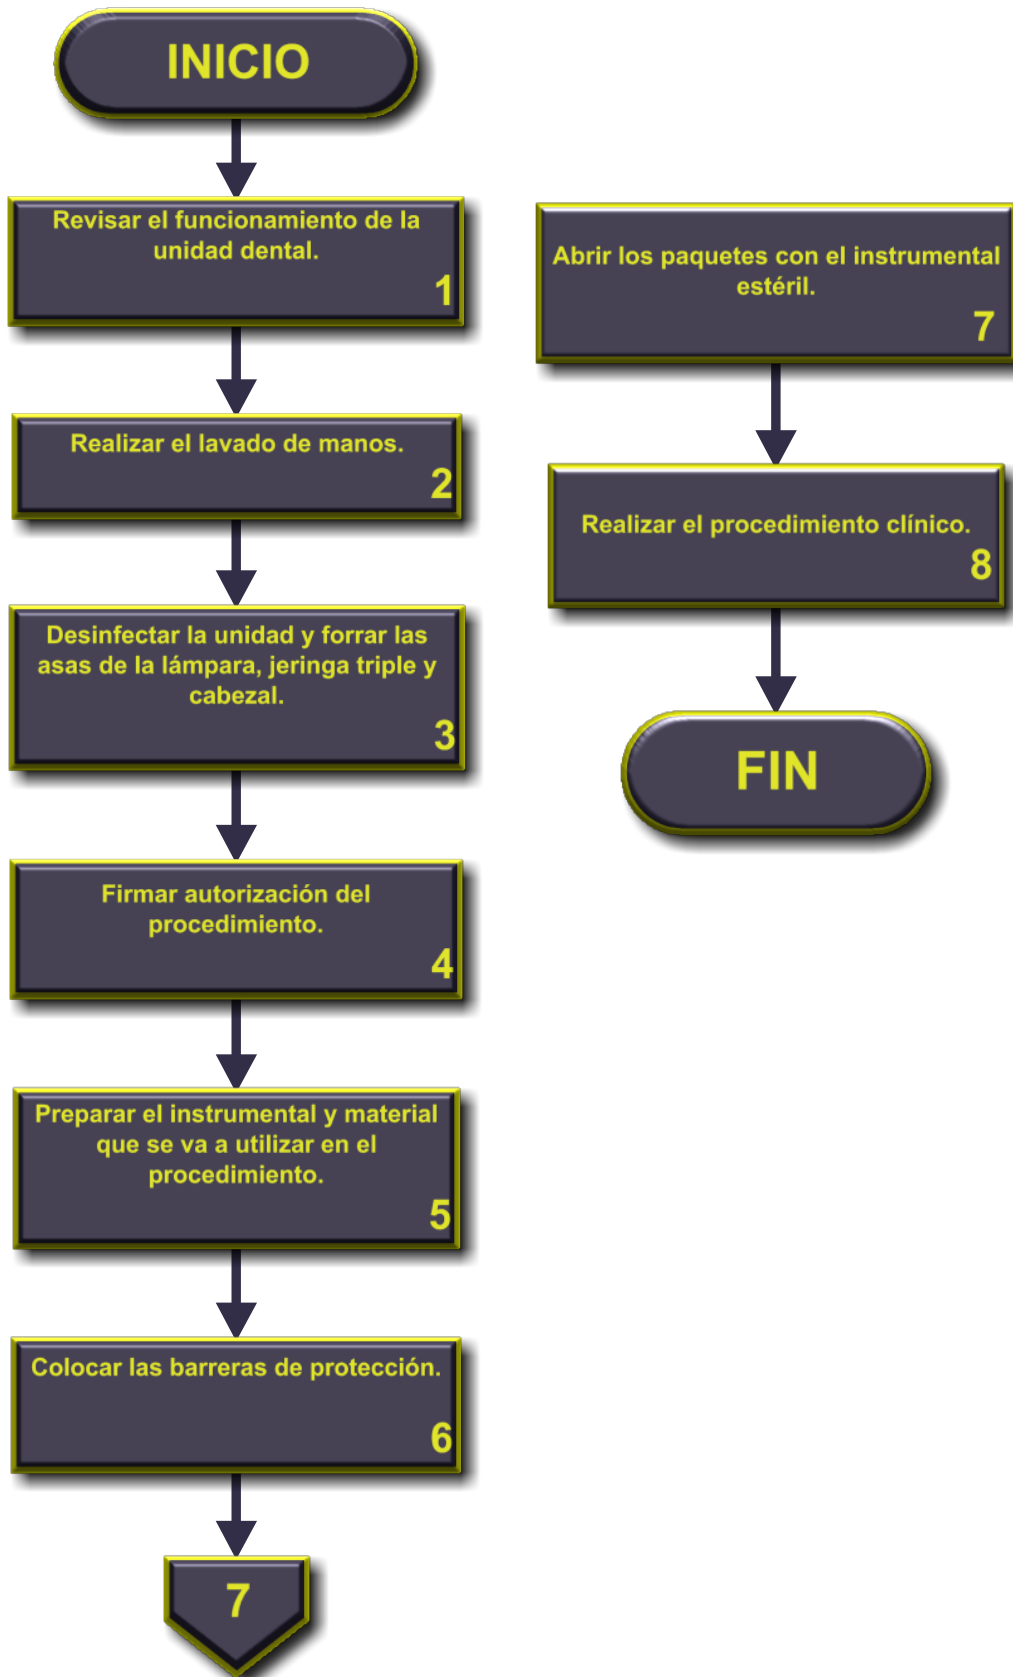 INICIO
Revisar el funcionamiento de la
unidad dental.
1
Realizar el lavado de manos.
2
Desinfectar la unidad y forrar las
asas de la lámpara, jeringa triple y
cabezal.
3
Firmar autorización del
procedimiento.
4
Preparar el instrumental y material
que se va a utilizar en el
procedimiento.
5
Colocar las barreras de protección.
6
7
Abrir los paquetes con el instrumental
estéril.
7
Realizar el procedimiento clínico.
8
FIN